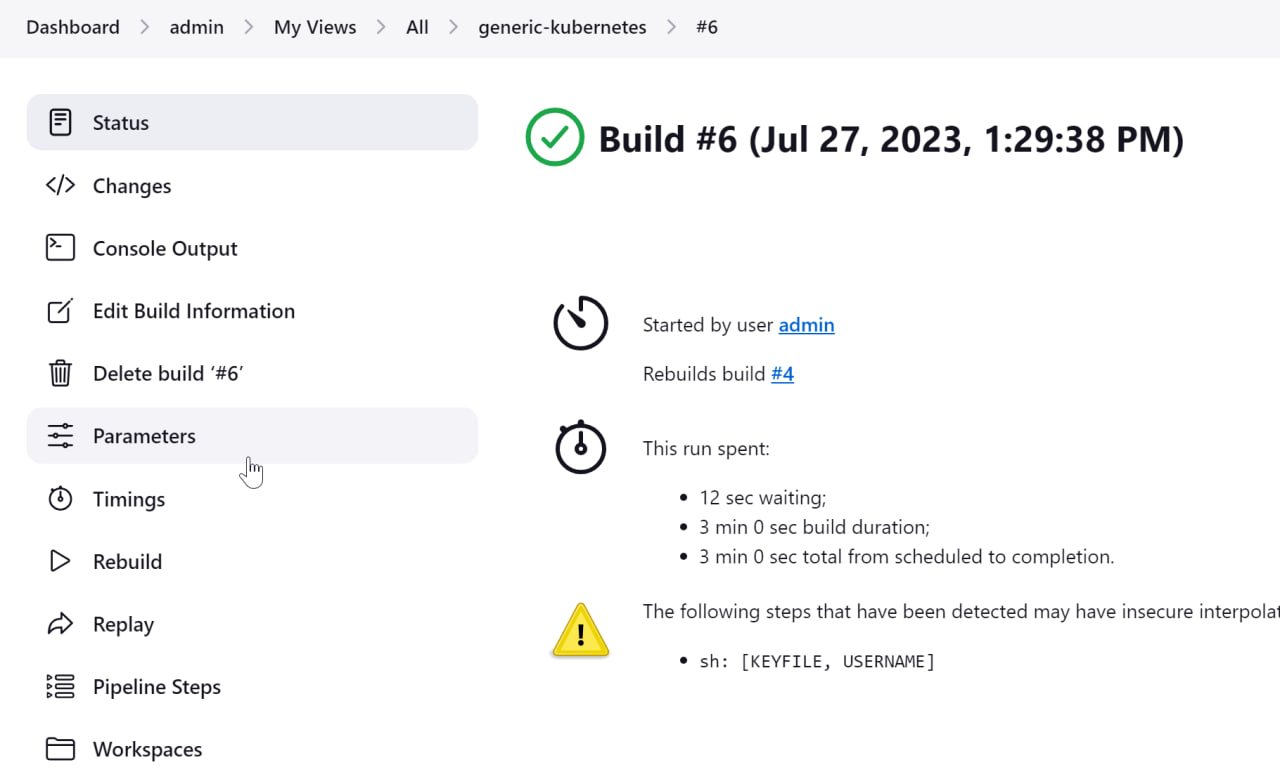 Dashboard > admin > My Views > All > generic-kubernetes > #6
Status
Changes
Console Output
Edit Build Information
Delete build ‘#6’
Parameters
Timings
Rebuild
Replay
Pipeline Steps
Workspaces
Build #6 (Jul 27, 2023, 1:29:38 PM)
Started by user admin
Rebuilds build #4
This run spent:
• 12 sec waiting;
• 3 min 0 sec build duration;
• 3 min 0 sec total from scheduled to completion.
The following steps that have been detected may have insecure interpolat
• sh: [KEYFILE, USERNAME]